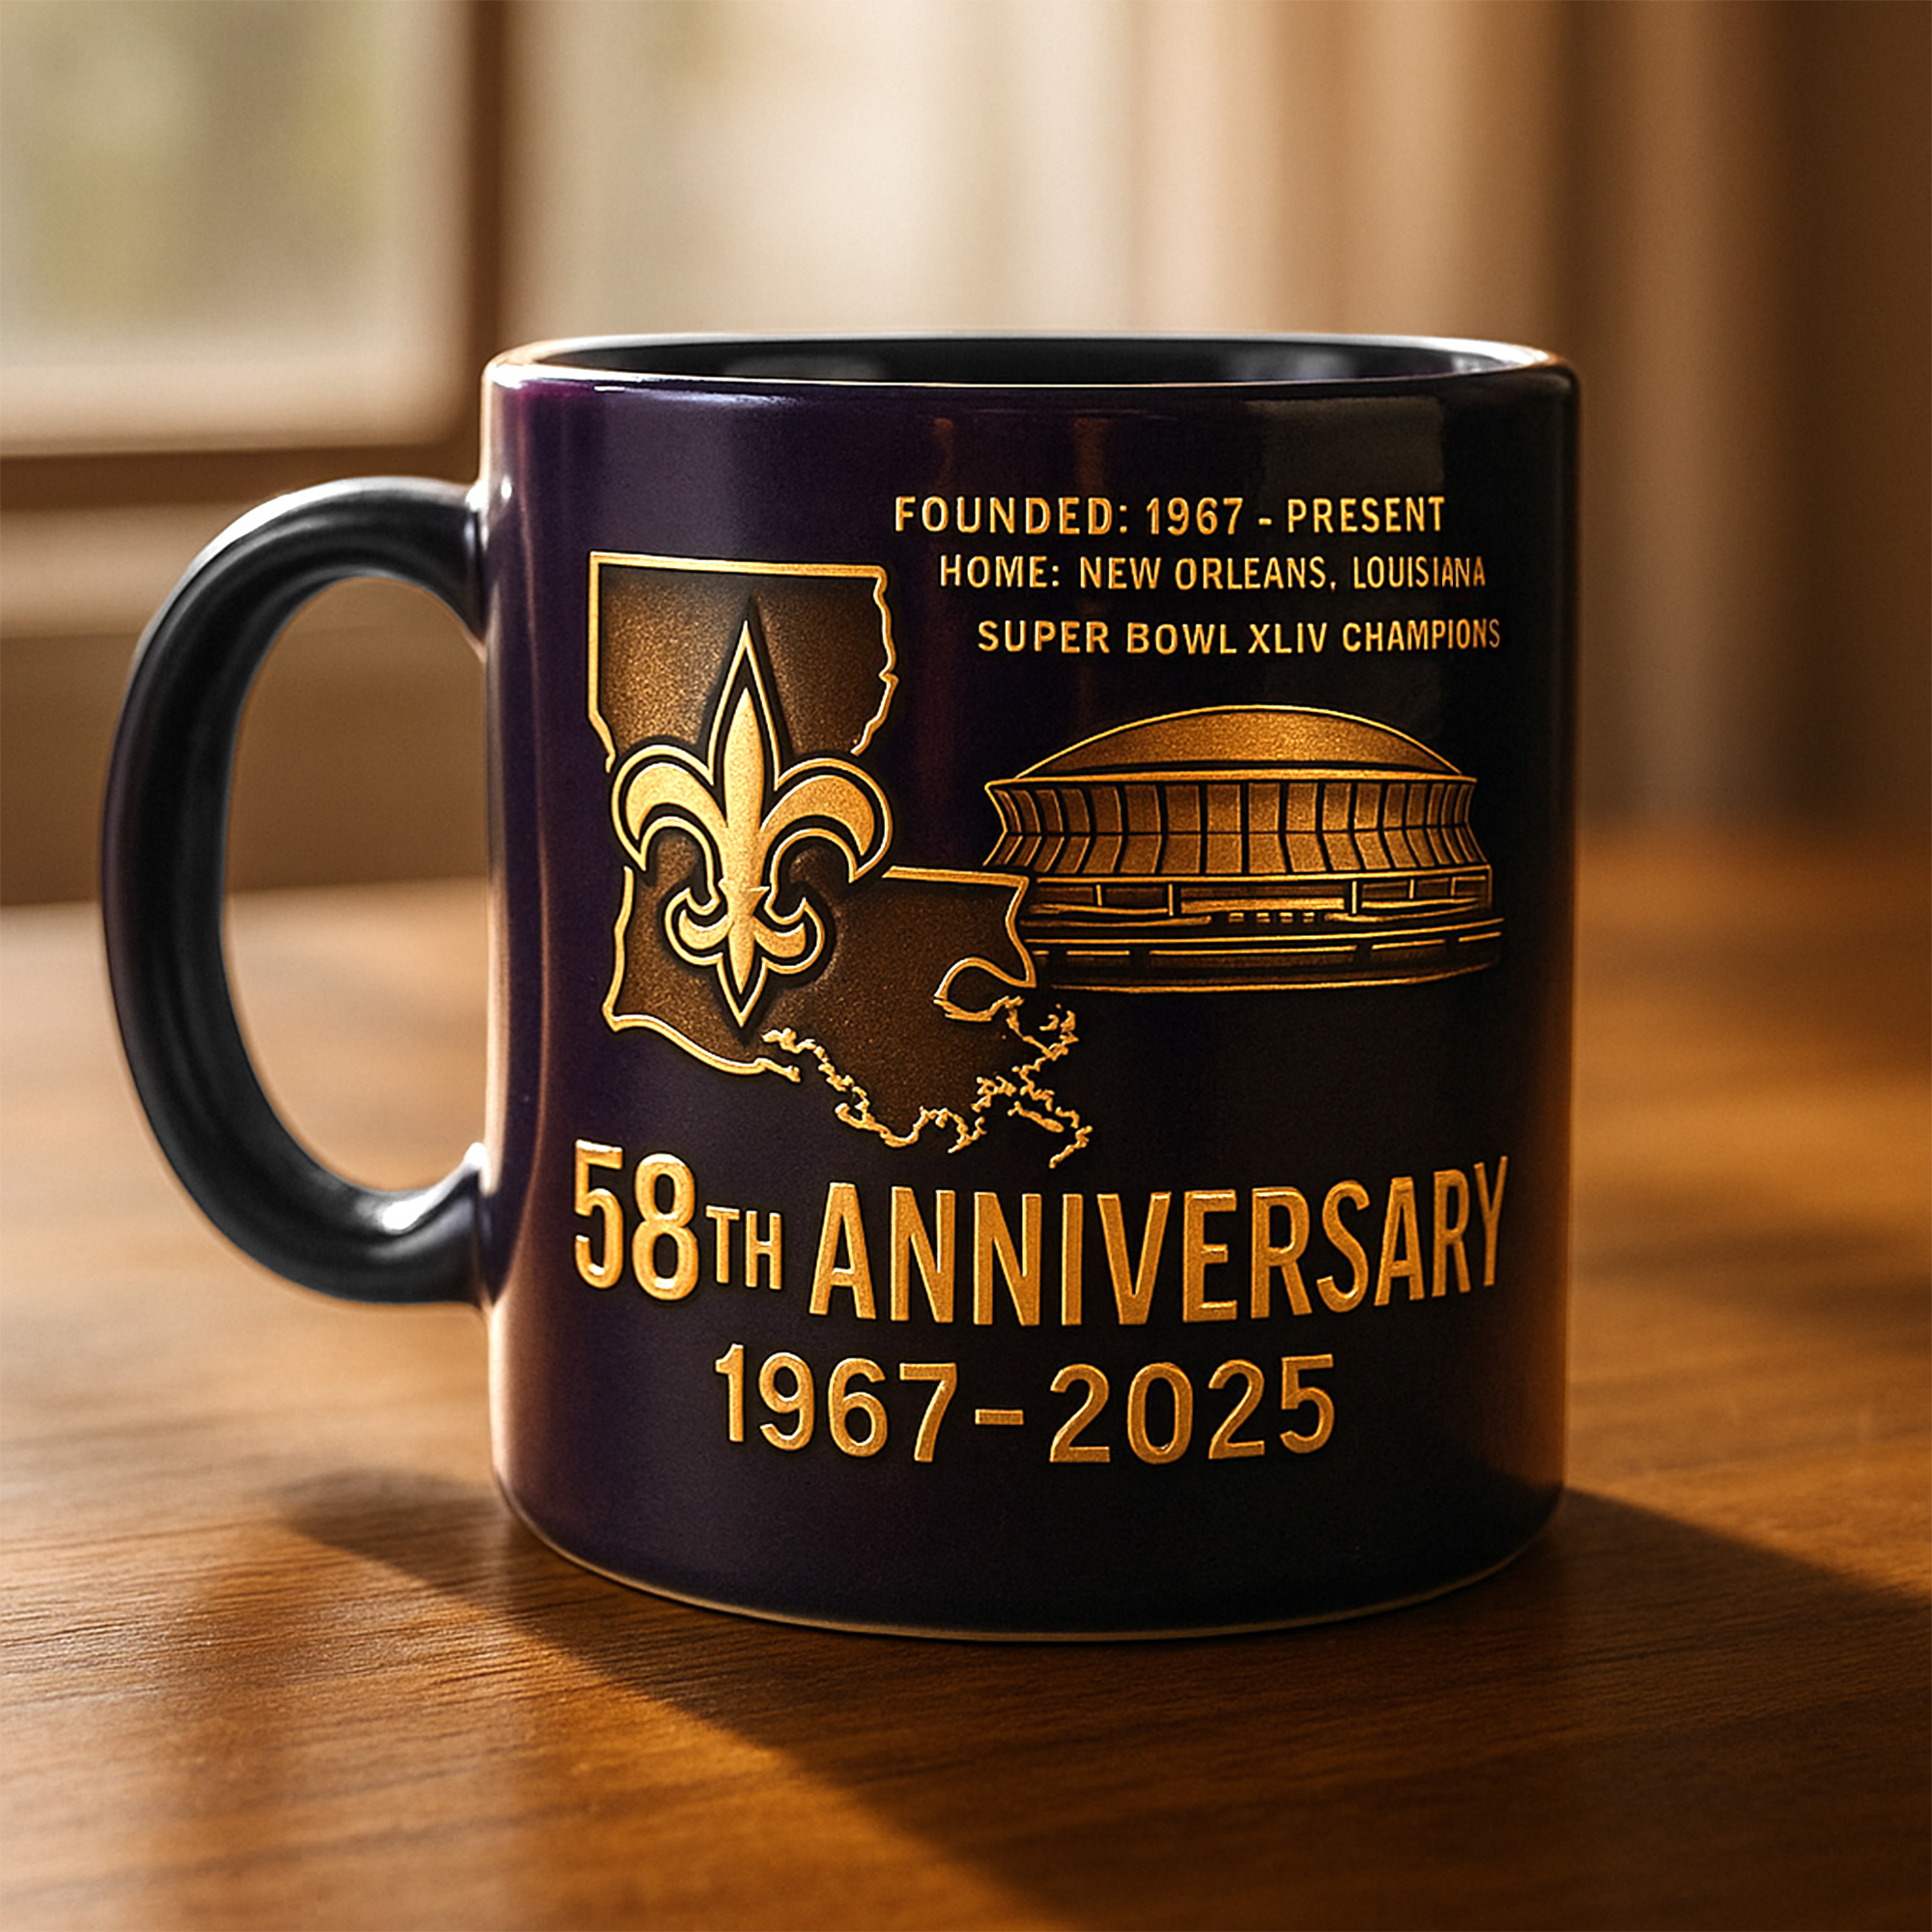 FOUNDED: 1967 - PRESENT
HOME: NEW ORLEANS, LOUISIANA
SUPER BOWL XLIV CHAMPIONS
58TH ANNIVERSARY
1967-2025